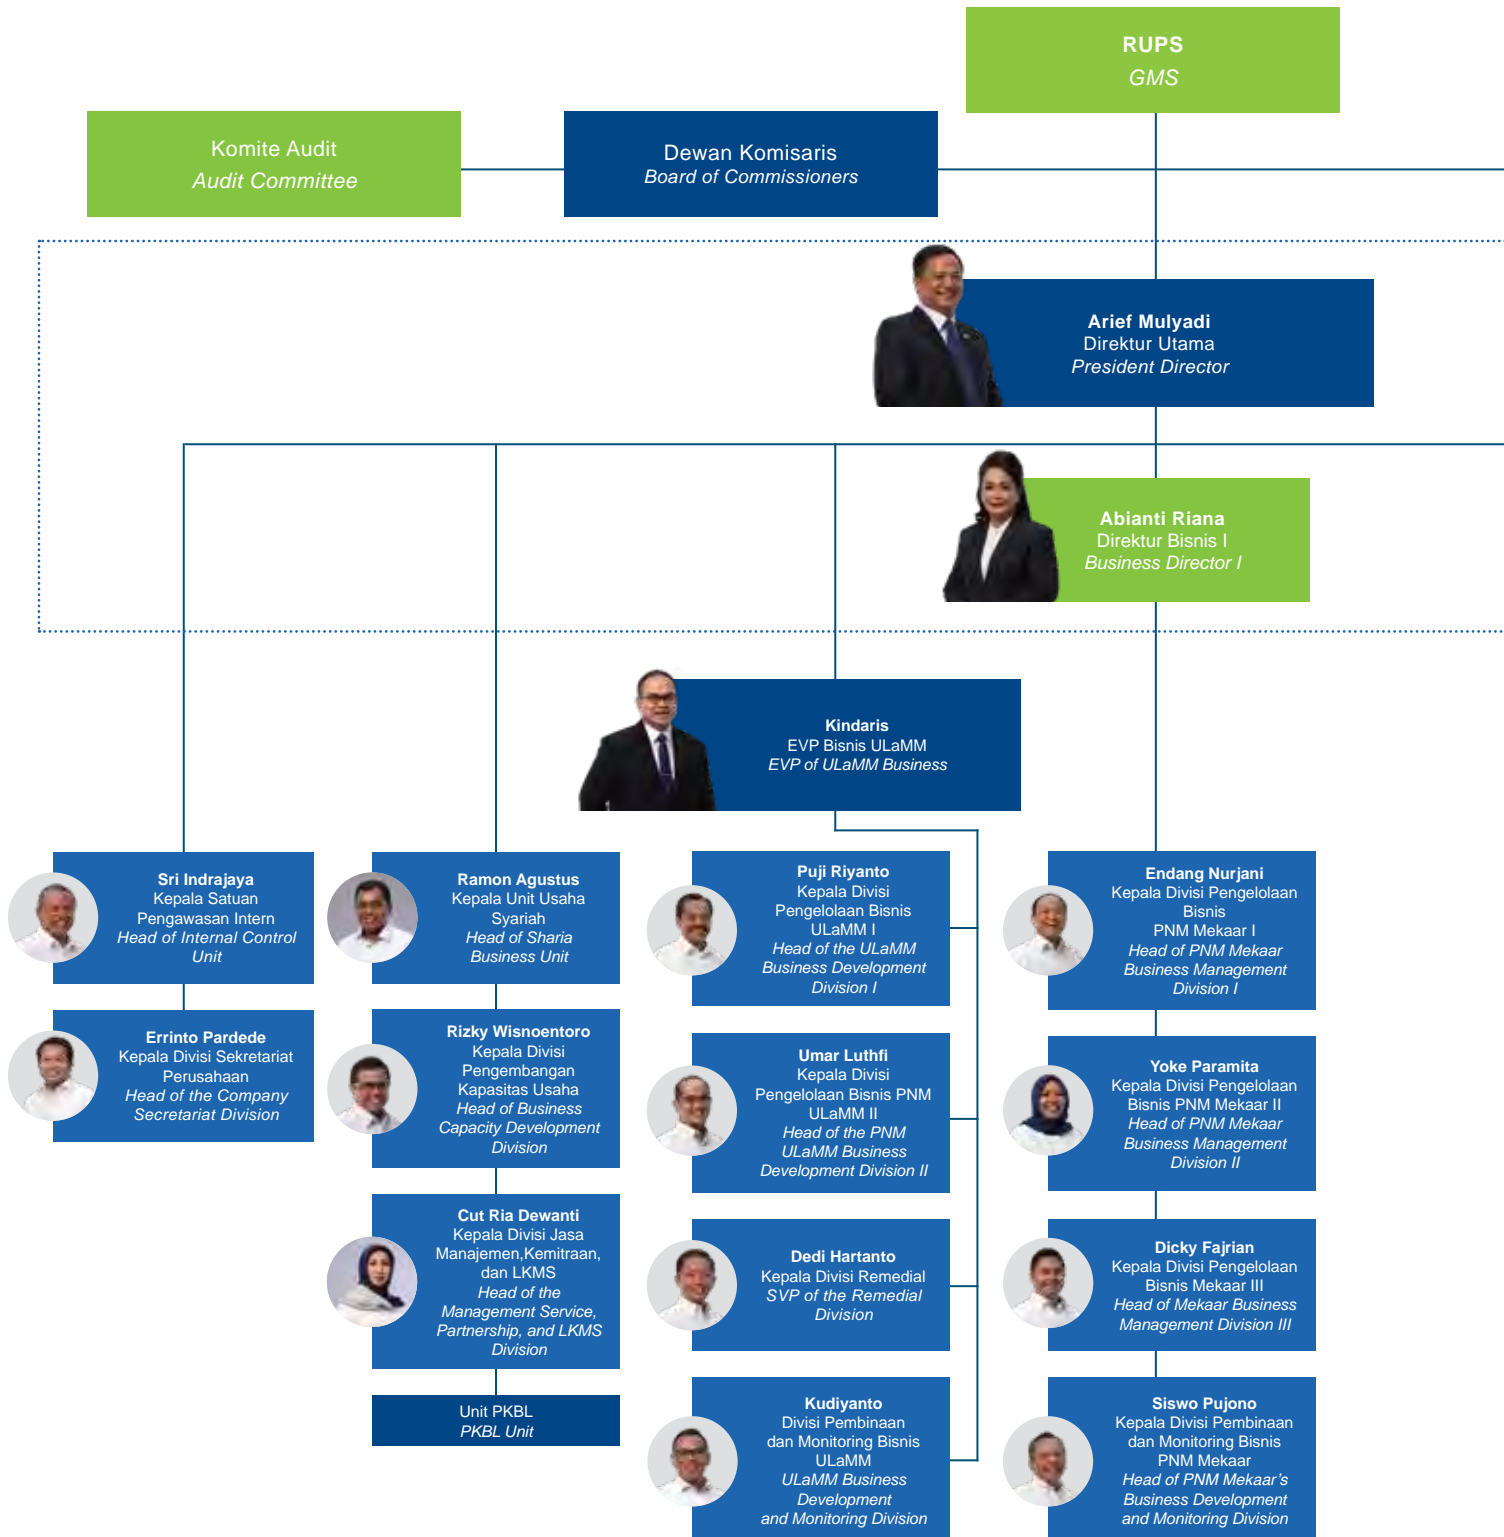 RUPS
GMS
Komite Audit
Audit Committee
Dewan Komisaris
Board of Commissioners
Arief Mulyadi
Direktur Utama
President Director
Abianti Riana
Direktur Bisnis I
Business Director I
Kindaris
EVP Bisnis ULaMM
EVP of ULaMM Business
Sri Indrajaya
Kepala Satuan
Pengawasan Intern
Head of Internal Control
Unit
Errinto Pardede
Kepala Divisi Sekretariat
Perusahaan
Head of the Company
Secretariat Division
Ramon Agustus
Kepala Unit Usaha
Syariah
Head of Sharia
Business Unit
Rizky Wisnoentoro
Kepala Divisi
Pengembangan
Kapasitas Usaha
Head of Business
Capacity Development
Division
Cut Ria Dewanti
Kepala Divisi Jasa
Manajemen,Kemitraan,
dan LKMS
Head of the
Management Service,
Partnership, and LKMS
Division
Unit PKBL
PKBL Unit
Puji Riyanto
Kepala Divisi
Pengelolaan Bisnis
ULaMM I
Head of the ULaMM
Business Development
Division I
Umar Luthfi
Kepala Divisi
Pengelolaan Bisnis PNM
ULaMM II
Head of the PNM
ULaMM Business
Development Division II
Dedi Hartanto
Kepala Divisi Remedial
SVP of the Remedial
Division
Kudiyanto
Divisi Pembinaan
dan Monitoring Bisnis
ULaMM
ULaMM Business
Development
and Monitoring Division
Endang Nurjani
Kepala Divisi Pengelolaan
Bisnis
PNM Mekaar I
Head of PNM Mekaar
Business Management
Division I
Yoke Paramita
Kepala Divisi Pengelolaan
Bisnis PNM Mekaar II
Head of PNM Mekaar
Business Management
Division II
Dicky Fajrian
Kepala Divisi Pengelolaan
Bisnis Mekaar III
Head of Mekaar Business
Management Division III
Siswo Pujono
Kepala Divisi Pembinaan
dan Monitoring Bisnis
PNM Mekaar
Head of PNM Mekaar's
Business Development
and Monitoring Division